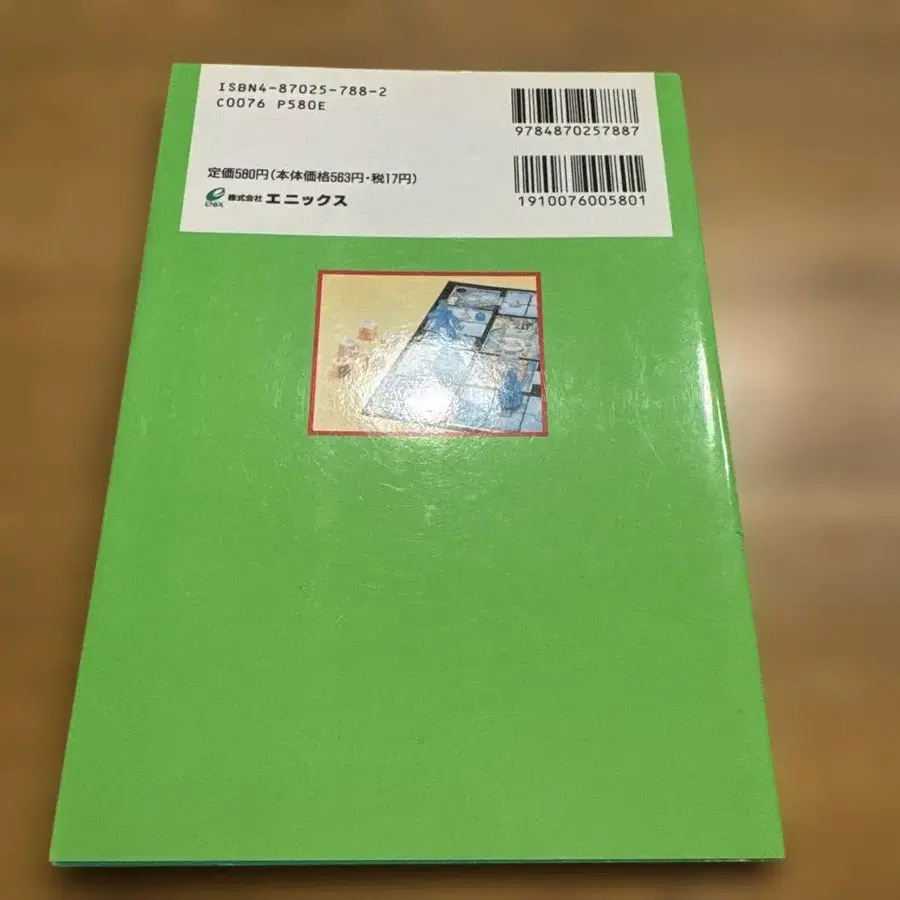 ISBN4-87025-788-2
C0076 P580E
9784870257887
定価580円(本体価格563円・税17円)
ENIX 株式会社 エニックス
1910076005801